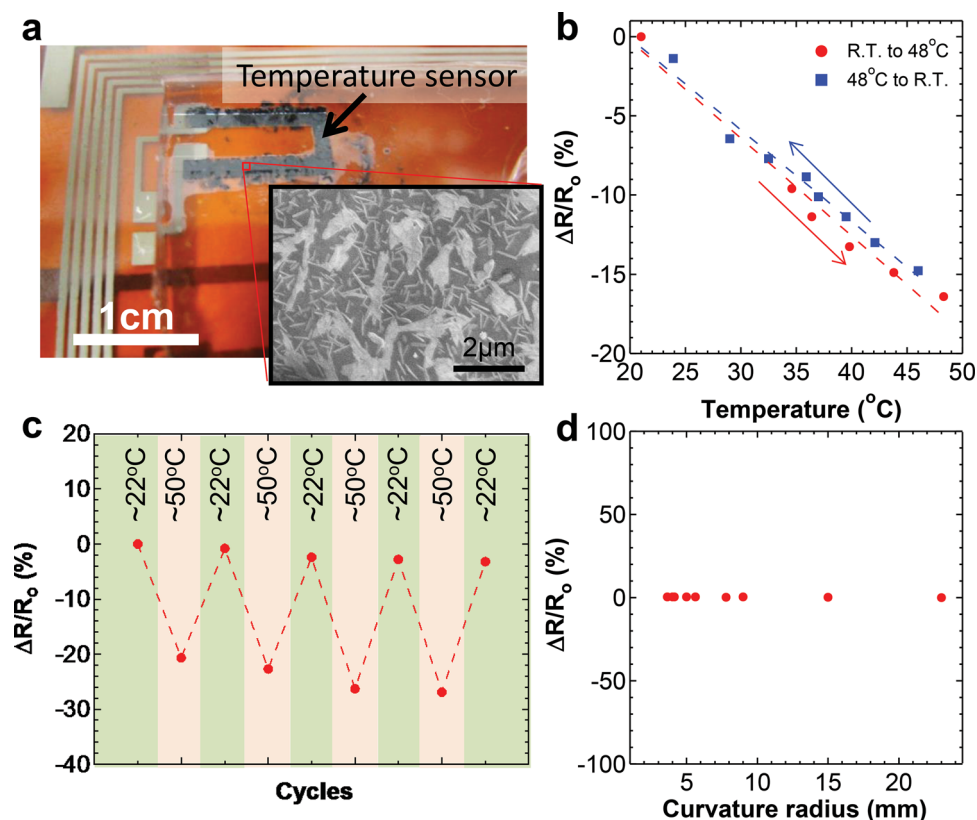 a
Temperature sensor
1cm
2μm
b
0
-5
-10
-15
-20
ΔR/Ro (%)
R.T. to 48°C
48°C to R.T.
20 25 30 35 40 45 50
Temperature (°C)
c
20
10
0
-10
-20
-30
-40
ΔR/Ro (%)
~22°C
~50°C
~22°C
~50°C
~22°C
~50°C
~22°C
~50°C
~22°C
Cycles
d
100
50
0
-50
-100
ΔR/Ro (%)
5 10 15 20
Curvature radius (mm)